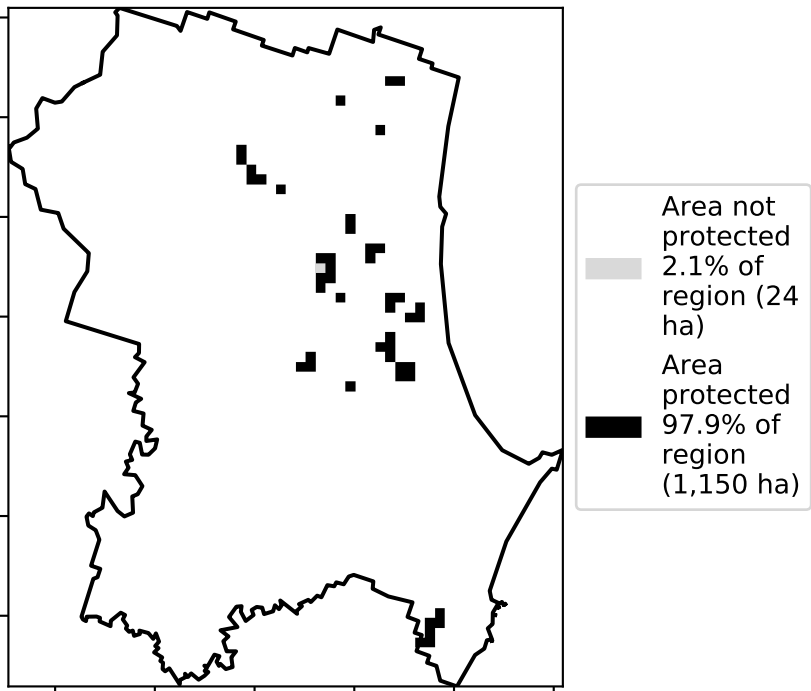 Area not
protected
2.1% of
region (24
ha)
Area
protected
97.9% of
region
(1,150 ha)